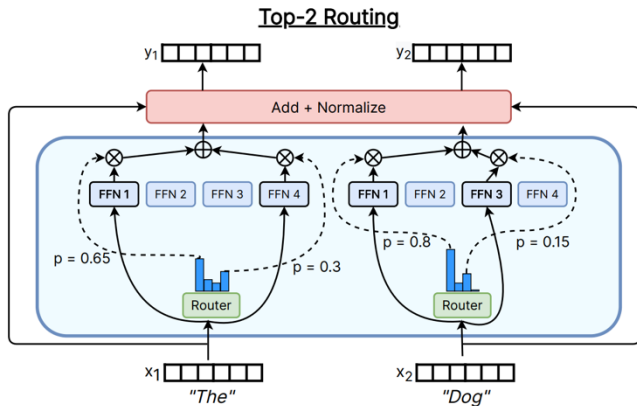 Top-2 Routing
y1 y2
Add + Normalize
FFN 1 FFN 2 FFN 3 FFN 4 FFN 1 FFN 2 FFN 3 FFN 4
p = 0.65 p = 0.3 p = 0.8 p = 0.15
Router Router
x1 x2
"The" "Dog"